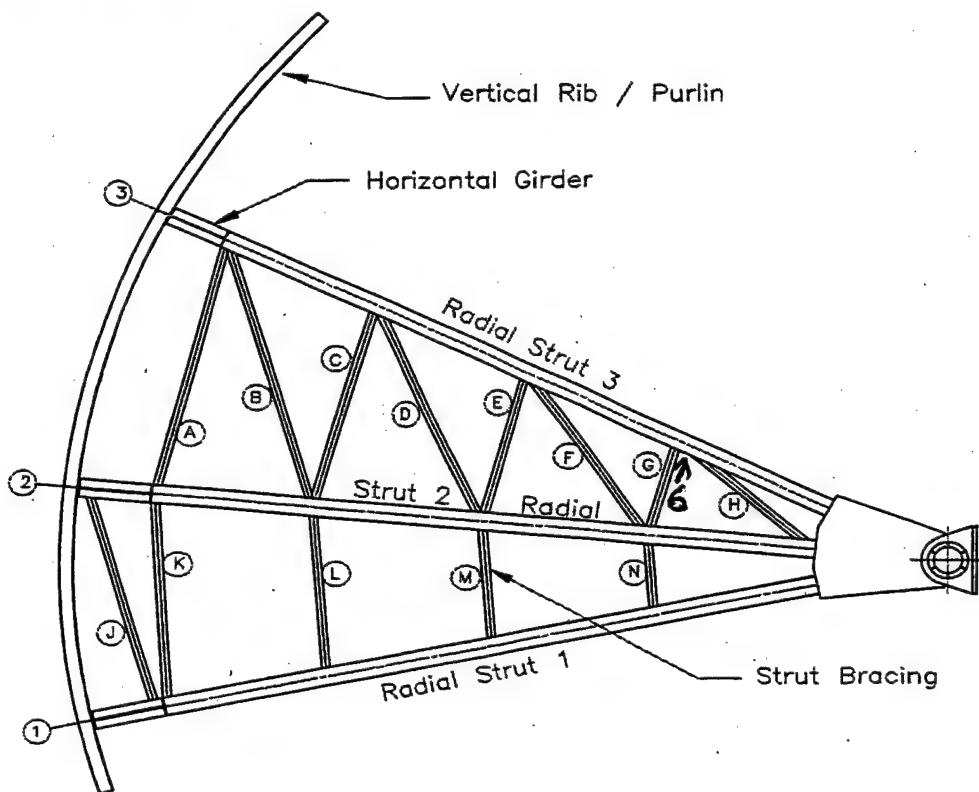 Vertical Rib / Purlin
Horizontal Girder
3
Radial Strut 3
C
B
E
A
D
F
G
6
H
2
Strut 2 Radial
K
L
M
N
J
Strut Bracing
Radial Strut 1
1